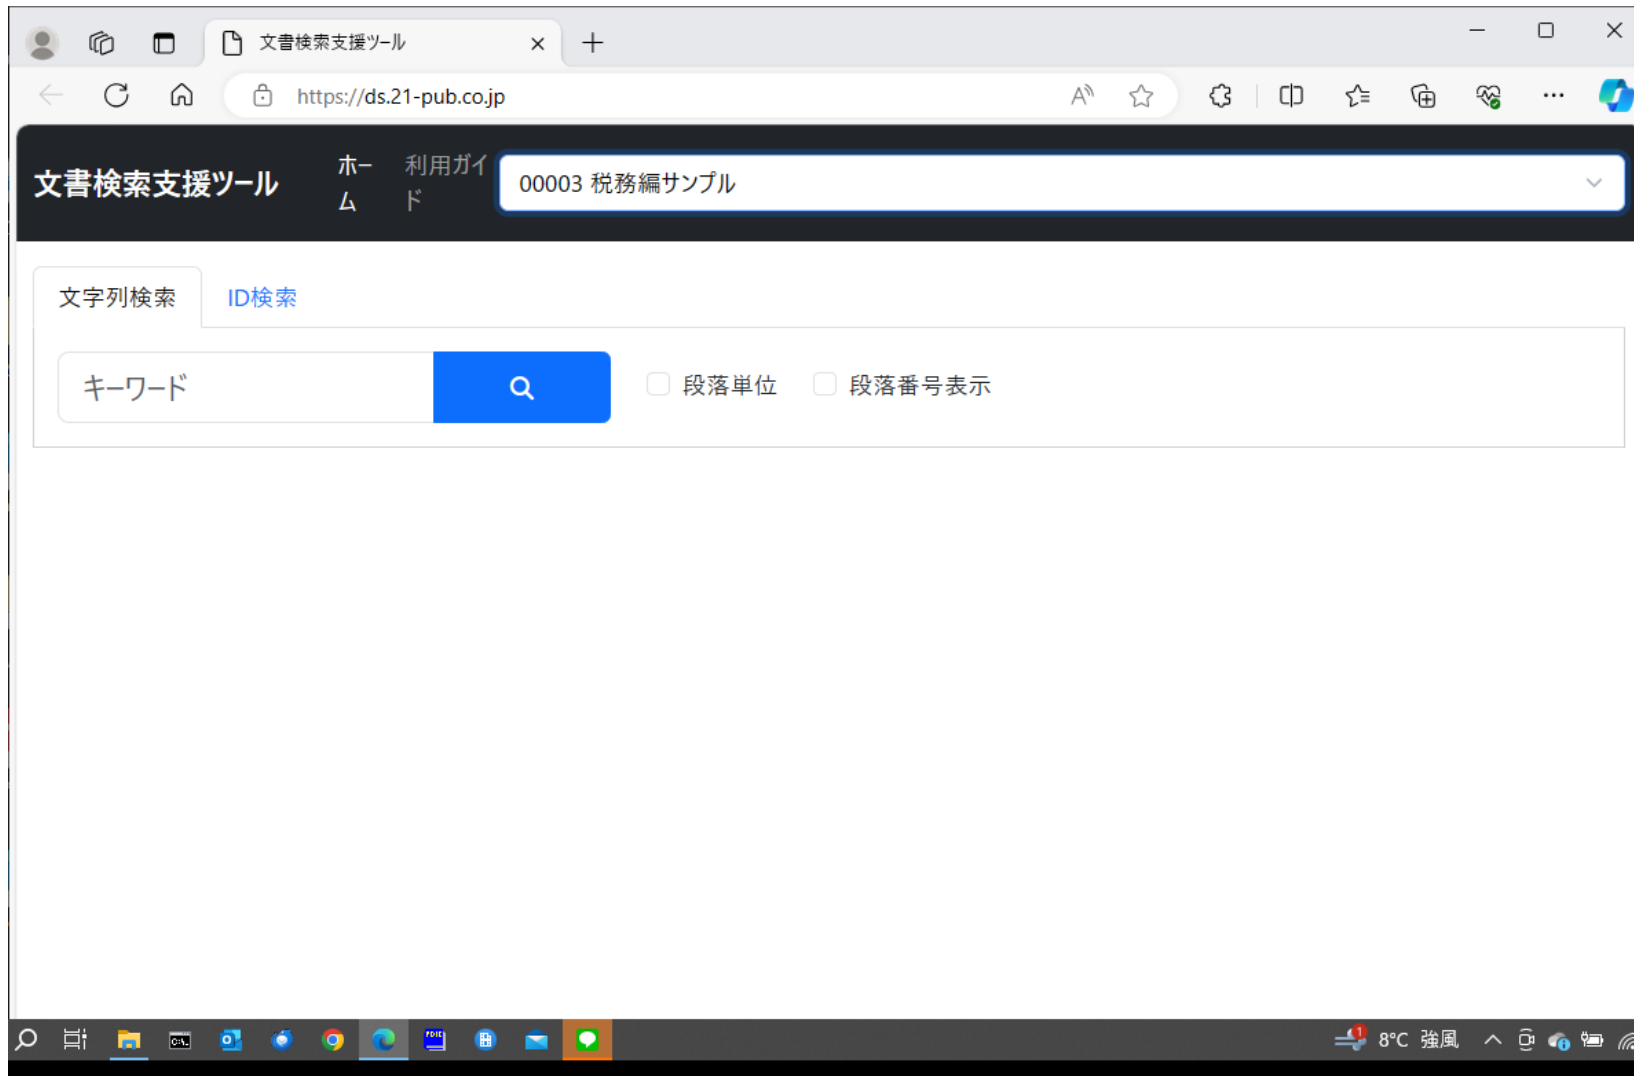 文書検索支援ツール
https://ds.21-pub.co.jp
文書検索支援ツール
ホー
ム
利用ガイ
ド
00003 税務編サンプル
文字列検索
ID検索
キーワード
段落単位
段落番号表示
1
8°C 強風